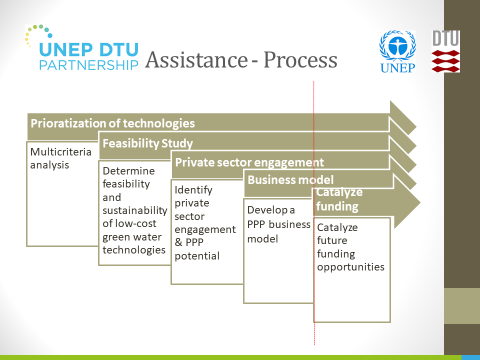 UNEP DTU
PARTNERSHIP
Assistance - Process
UNEP
DTU
Prioratization of technologies
Multicriteria
analysis
Feasibility Study
Determine
feasibility
and
sustainability
of low-cost
green water
technologies
Private sector engagement
Identify
private
sector
engagement
& PPP
potential
Business model
Develop a
PPP business
model
Catalyze
funding
Catalyze
future
funding
opportunities